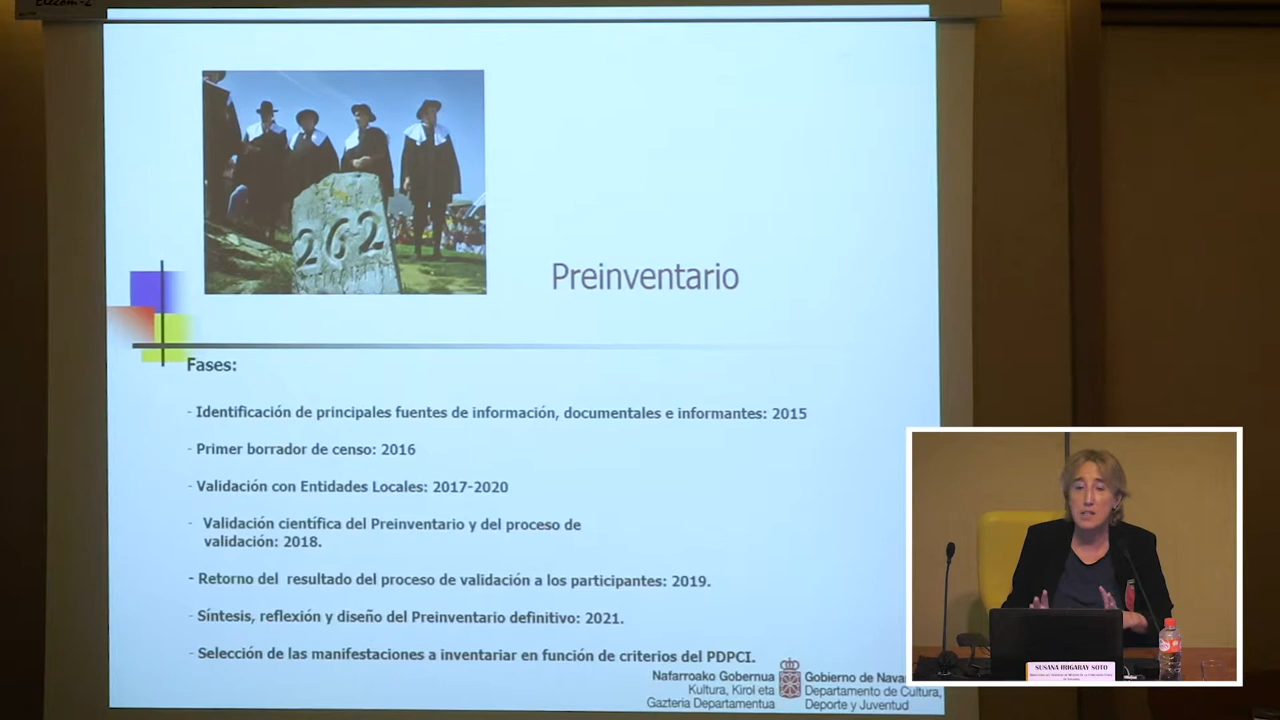 262
Preinventario
Fases:
- Identificación de principales fuentes de información, documentales e informantes: 2015
- Primer borrador de censo: 2016
- Validación con Entidades Locales: 2017-2020
- Validación científica del Preinventario y del proceso de
validación: 2018.
- Retorno del resultado del proceso de validación a los participantes: 2019.
- Síntesis, reflexión y diseño del Preinventario definitivo: 2021.
- Selección de las manifestaciones a inventariar en función de criterios del PDPCI.
Nafarroako Gobernua
Kultura, Kirol eta
Gazteria Departamentua
Gobierno de Nava
Departamento de Cultura,
Deporte y Juventud
SUSANA IRIGARAY SOTO